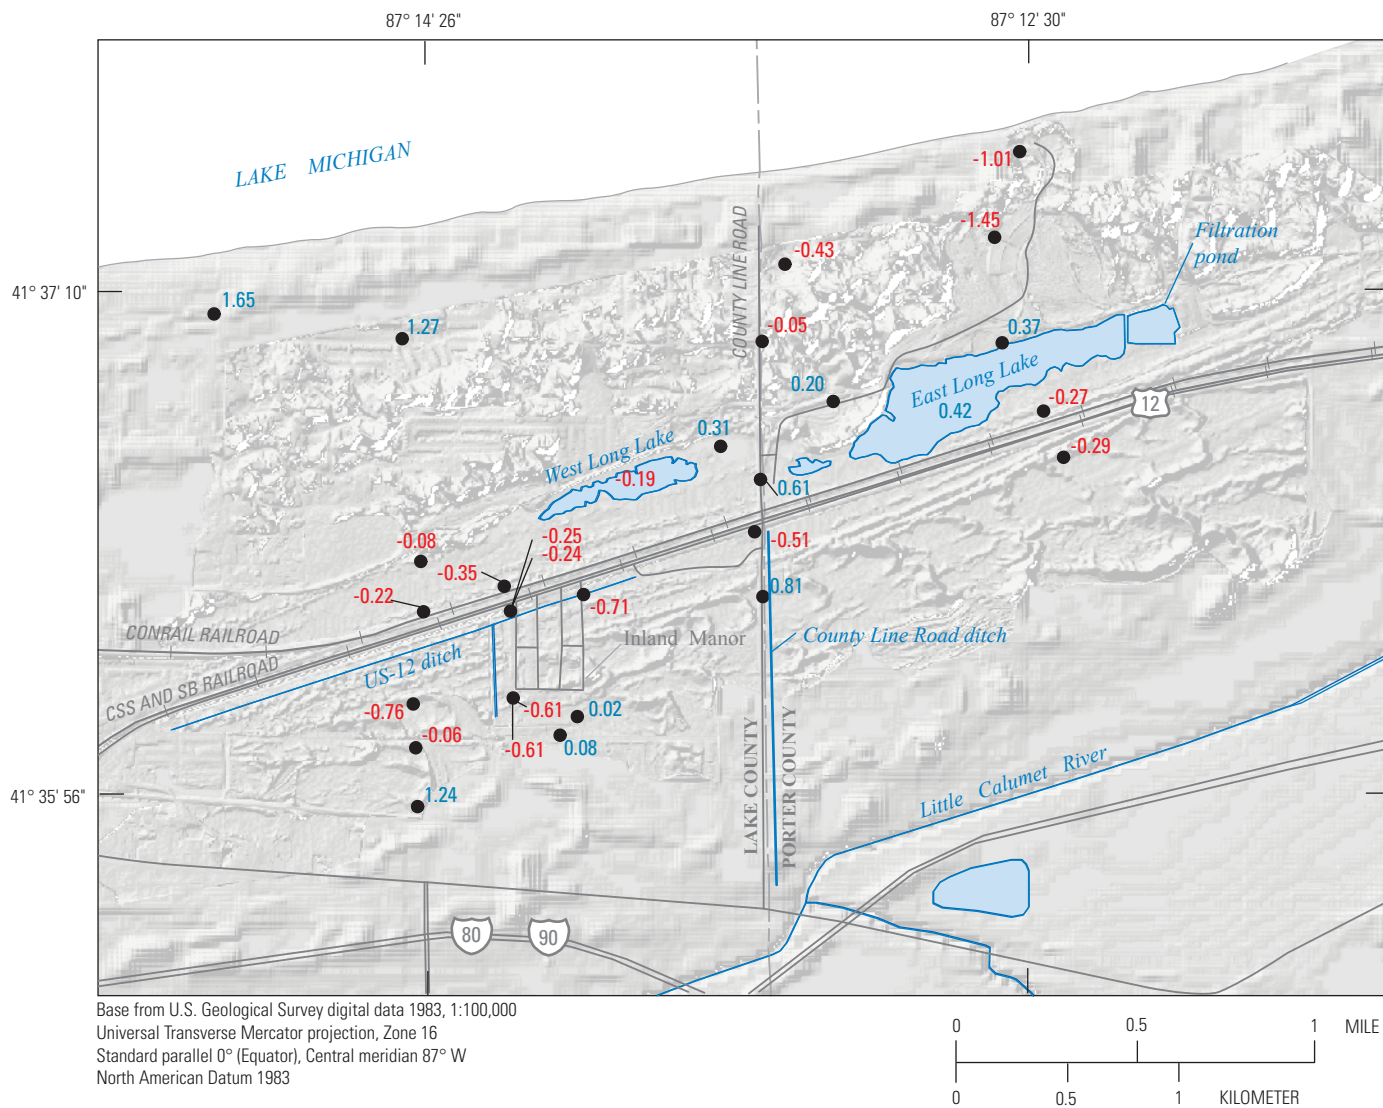 87° 14' 26"
87° 12' 30"
LAKE MICHIGAN
-1.01
COUNTY LINE ROAD
-1.45
Filtration
pond
-0.43
41° 37' 10"
1.65
1.27
-0.05
0.37
East Long Lake
0.20
-0.27
12
0.42
0.31
West Long Lake
-0.29
-0.19
0.61
-0.25
-0.51
-0.08
-0.24
-0.35
0.81
-0.22
-0.71
CONRAIL RAILROAD
Inland Manor
County Line Road ditch
US-12 ditch
CSS AND SB RAILROAD
-0.76
-0.61
0.02
-0.06
-0.61
0.08
LAKE COUNTY
PORTER COUNTY
Little Calumet River
41° 35' 56"
1.24
80
90
Base from U.S. Geological Survey digital data 1983, 1:100,000
Universal Transverse Mercator projection, Zone 16
Standard parallel 0° (Equator), Central meridian 87° W
North American Datum 1983
0 0.5 1 MILE
0 0.5 1 KILOMETER